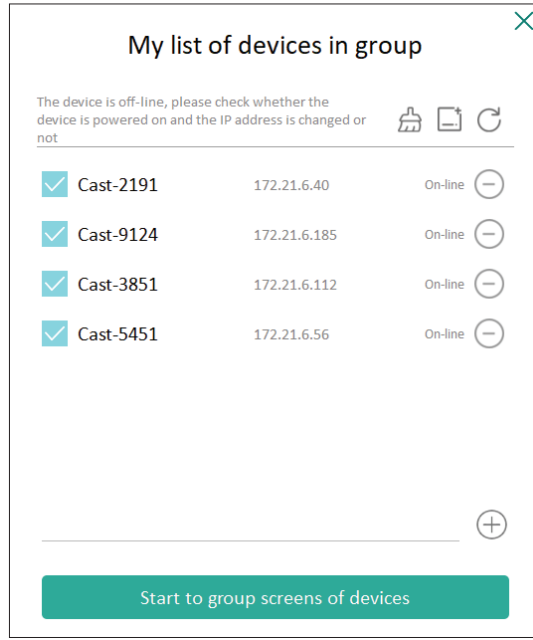 My list of devices in group
The device is off-line, please check whether the
device is powered on and the IP address is changed or
not
Cast-2191 172.21.6.40 On-line
Cast-9124 172.21.6.185 On-line
Cast-3851 172.21.6.112 On-line
Cast-5451 172.21.6.56 On-line
Start to group screens of devices